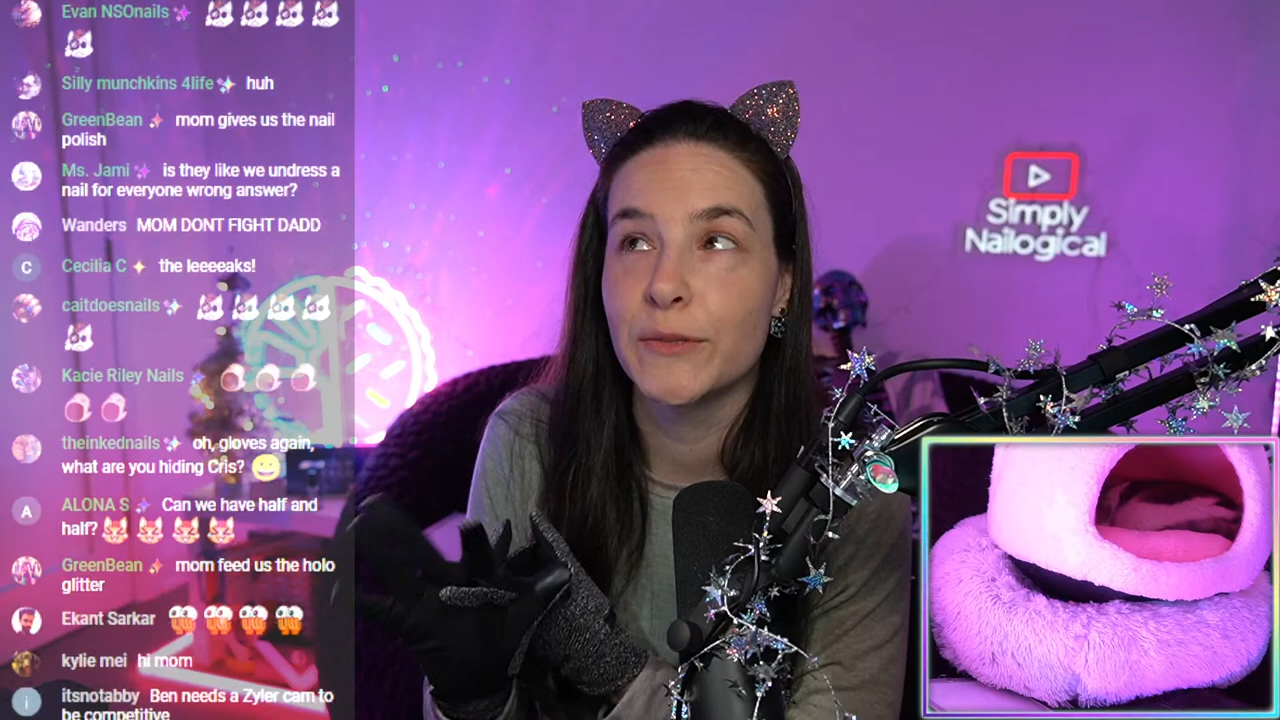 Evan NSOnails
Silly munchkins 4life huh
GreenBean mom gives us the nail
polish
Ms. Jami is they like we undress a
nail for everyone wrong answer?
Wanders MOM DONT FIGHT DADD
C Cecilia C the leeeeaks!
caitdoesnails
Kacie Riley Nails
theinkednails oh, gloves again,
what are you hiding Cris?
A ALONA S Can we have half and
half?
GreenBean mom feed us the holo
glitter
Ekant Sarkar
kylie mei hi mom
i itsnotabby Ben needs a Zyler cam to
be competitive
Simply
Nailogical